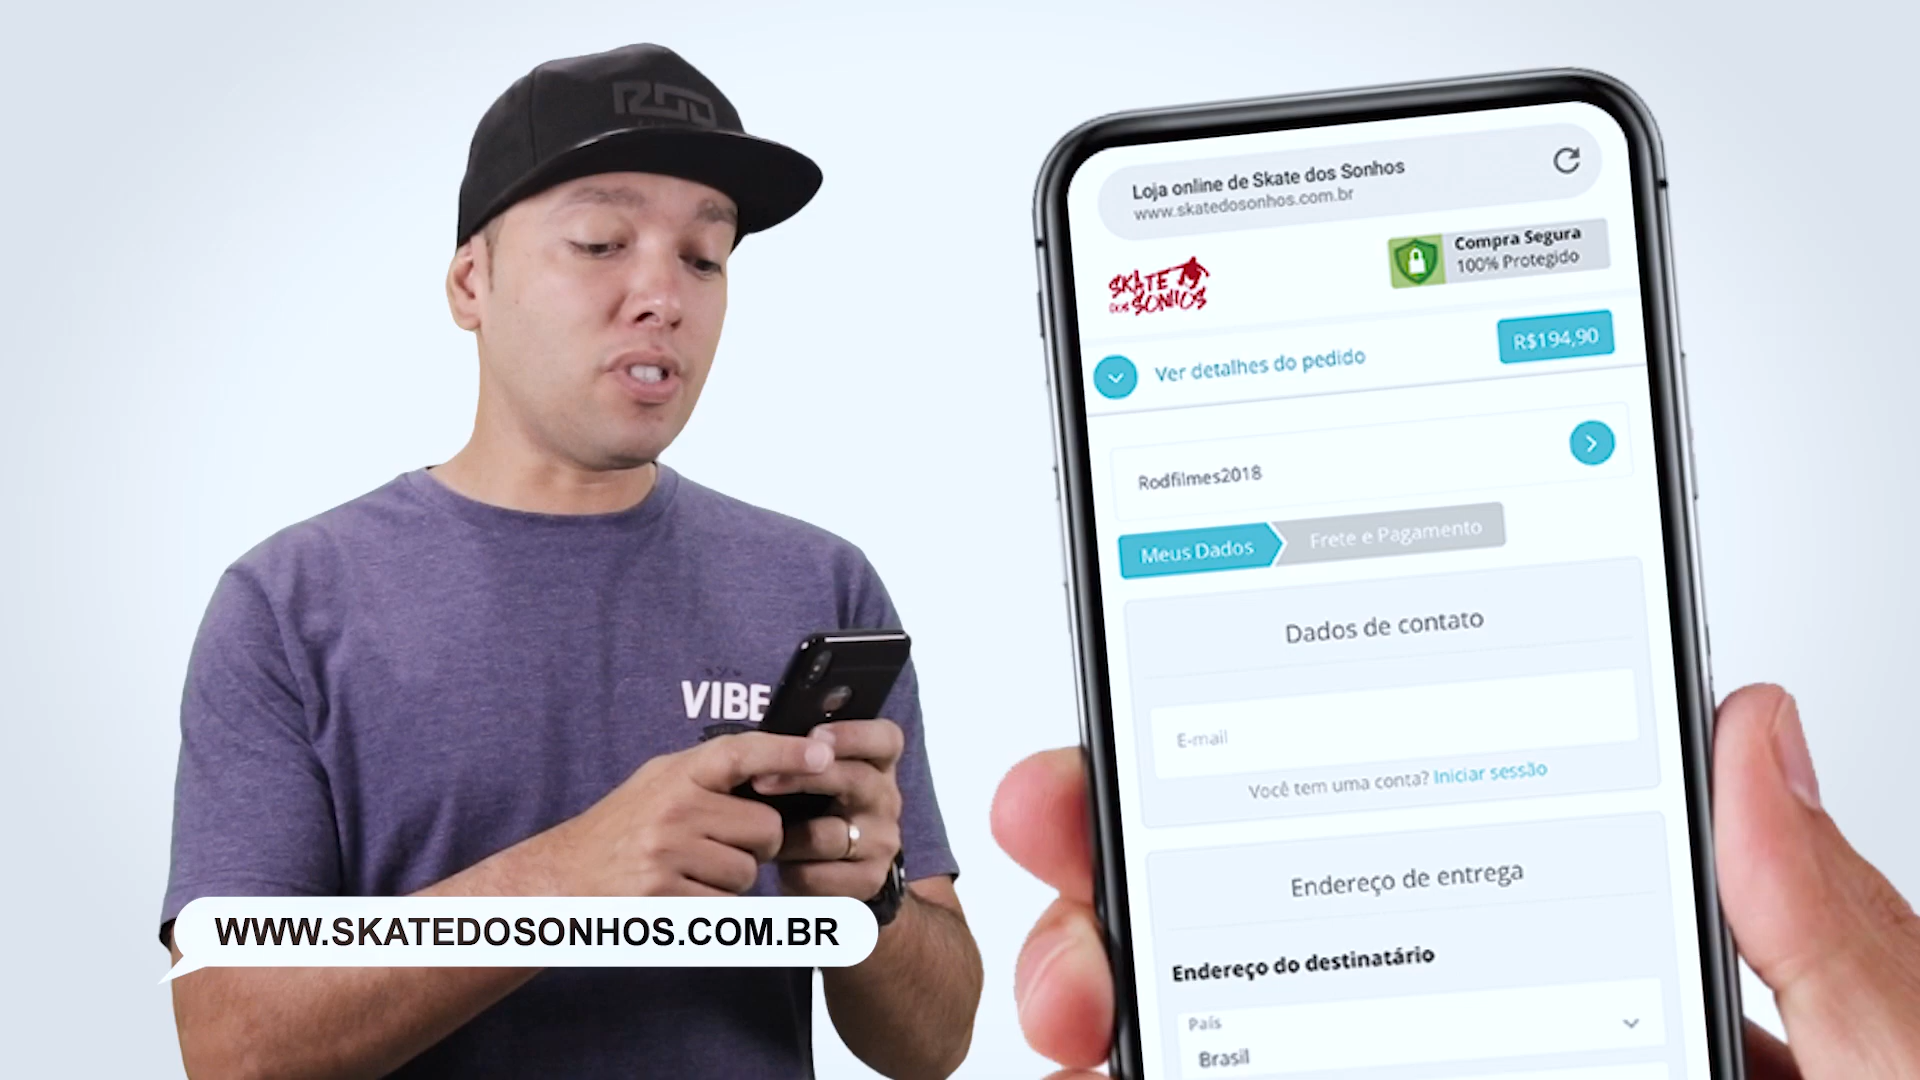 ROD
VIBE
WWW.SKATEDOSONHOS.COM.BR
Loja online de Skate dos Sonhos
www.skatedosonhos.com.br
SKATE
DOS SONHOS
Compra Segura
100% Protegido
Ver detalhes do pedido
R$194,90
Rodfilmes2018
Meus Dados
Frete e Pagamento
Dados de contato
E-mail
Você tem uma conta? Iniciar sessão
Endereço de entrega
Endereço do destinatário
País
Brasil